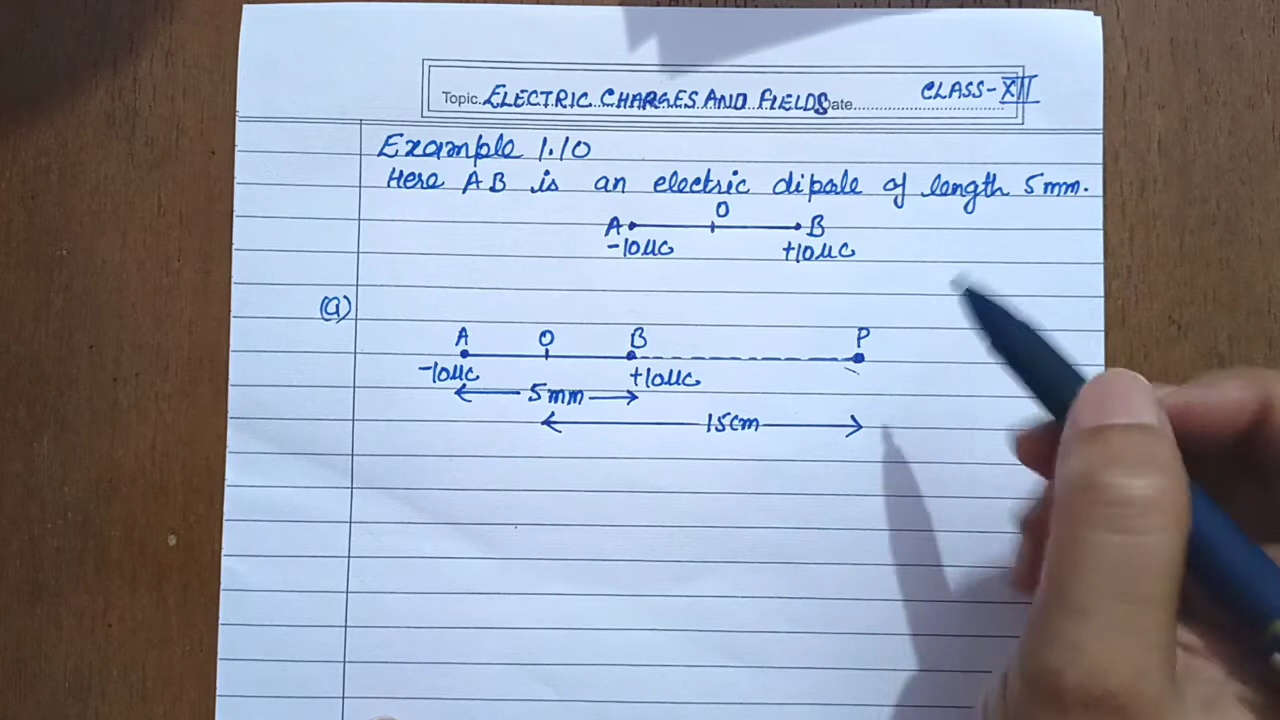 Topic. ELECTRIC CHARGES AND FIELDS Date............ CLASS-XII
Example 1.10
Here AB is an electric dipole of length 5mm.
O
A B
-10μC +10μC
(a)
A O B P
-10μC +10μC
5mm
15cm